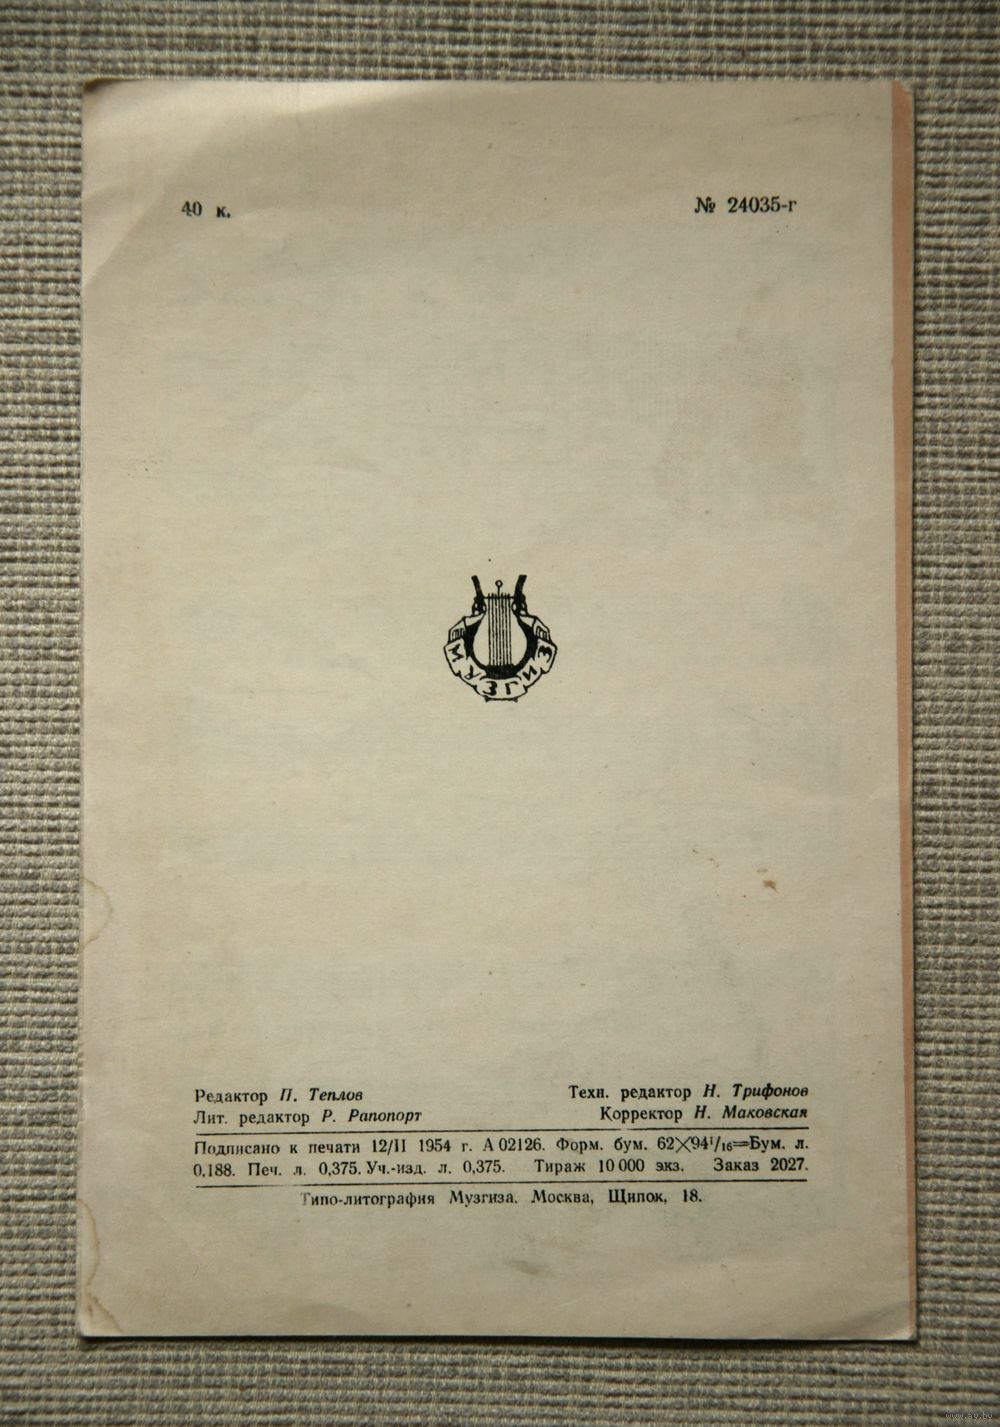 40 к.
№ 24035-г
МУЗГИЗ
Редактор П. Теплов
Техн. редактор Н. Трифонов
Лит. редактор Р. Рапопорт
Корректор Н. Маковская
Подписано к печати 12/II 1954 г. А 02126. Форм. бум. 62×94¹/₁₆=Бум. л.
0,188. Печ. л. 0,375. Уч.-изд. л. 0,375. Тираж 10 000 экз. Заказ 2027.
Типо-литография Музгиза. Москва, Щипок, 18.